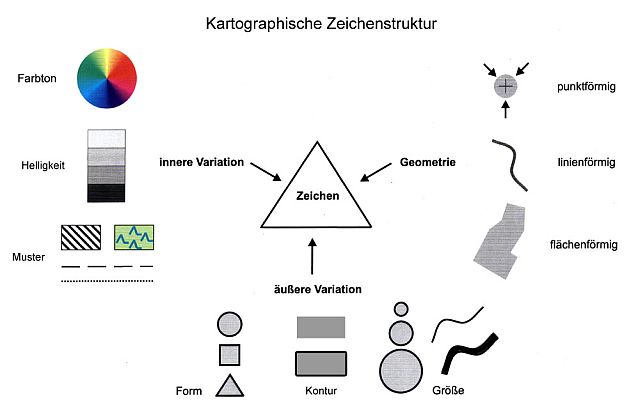 Kartographische Zeichenstruktur
Farbton
punktförmig
Helligkeit
innere Variation
Geometrie
linienförmig
Zeichen
Muster
flächenförmig
äußere Variation
Form
Kontur
Größe